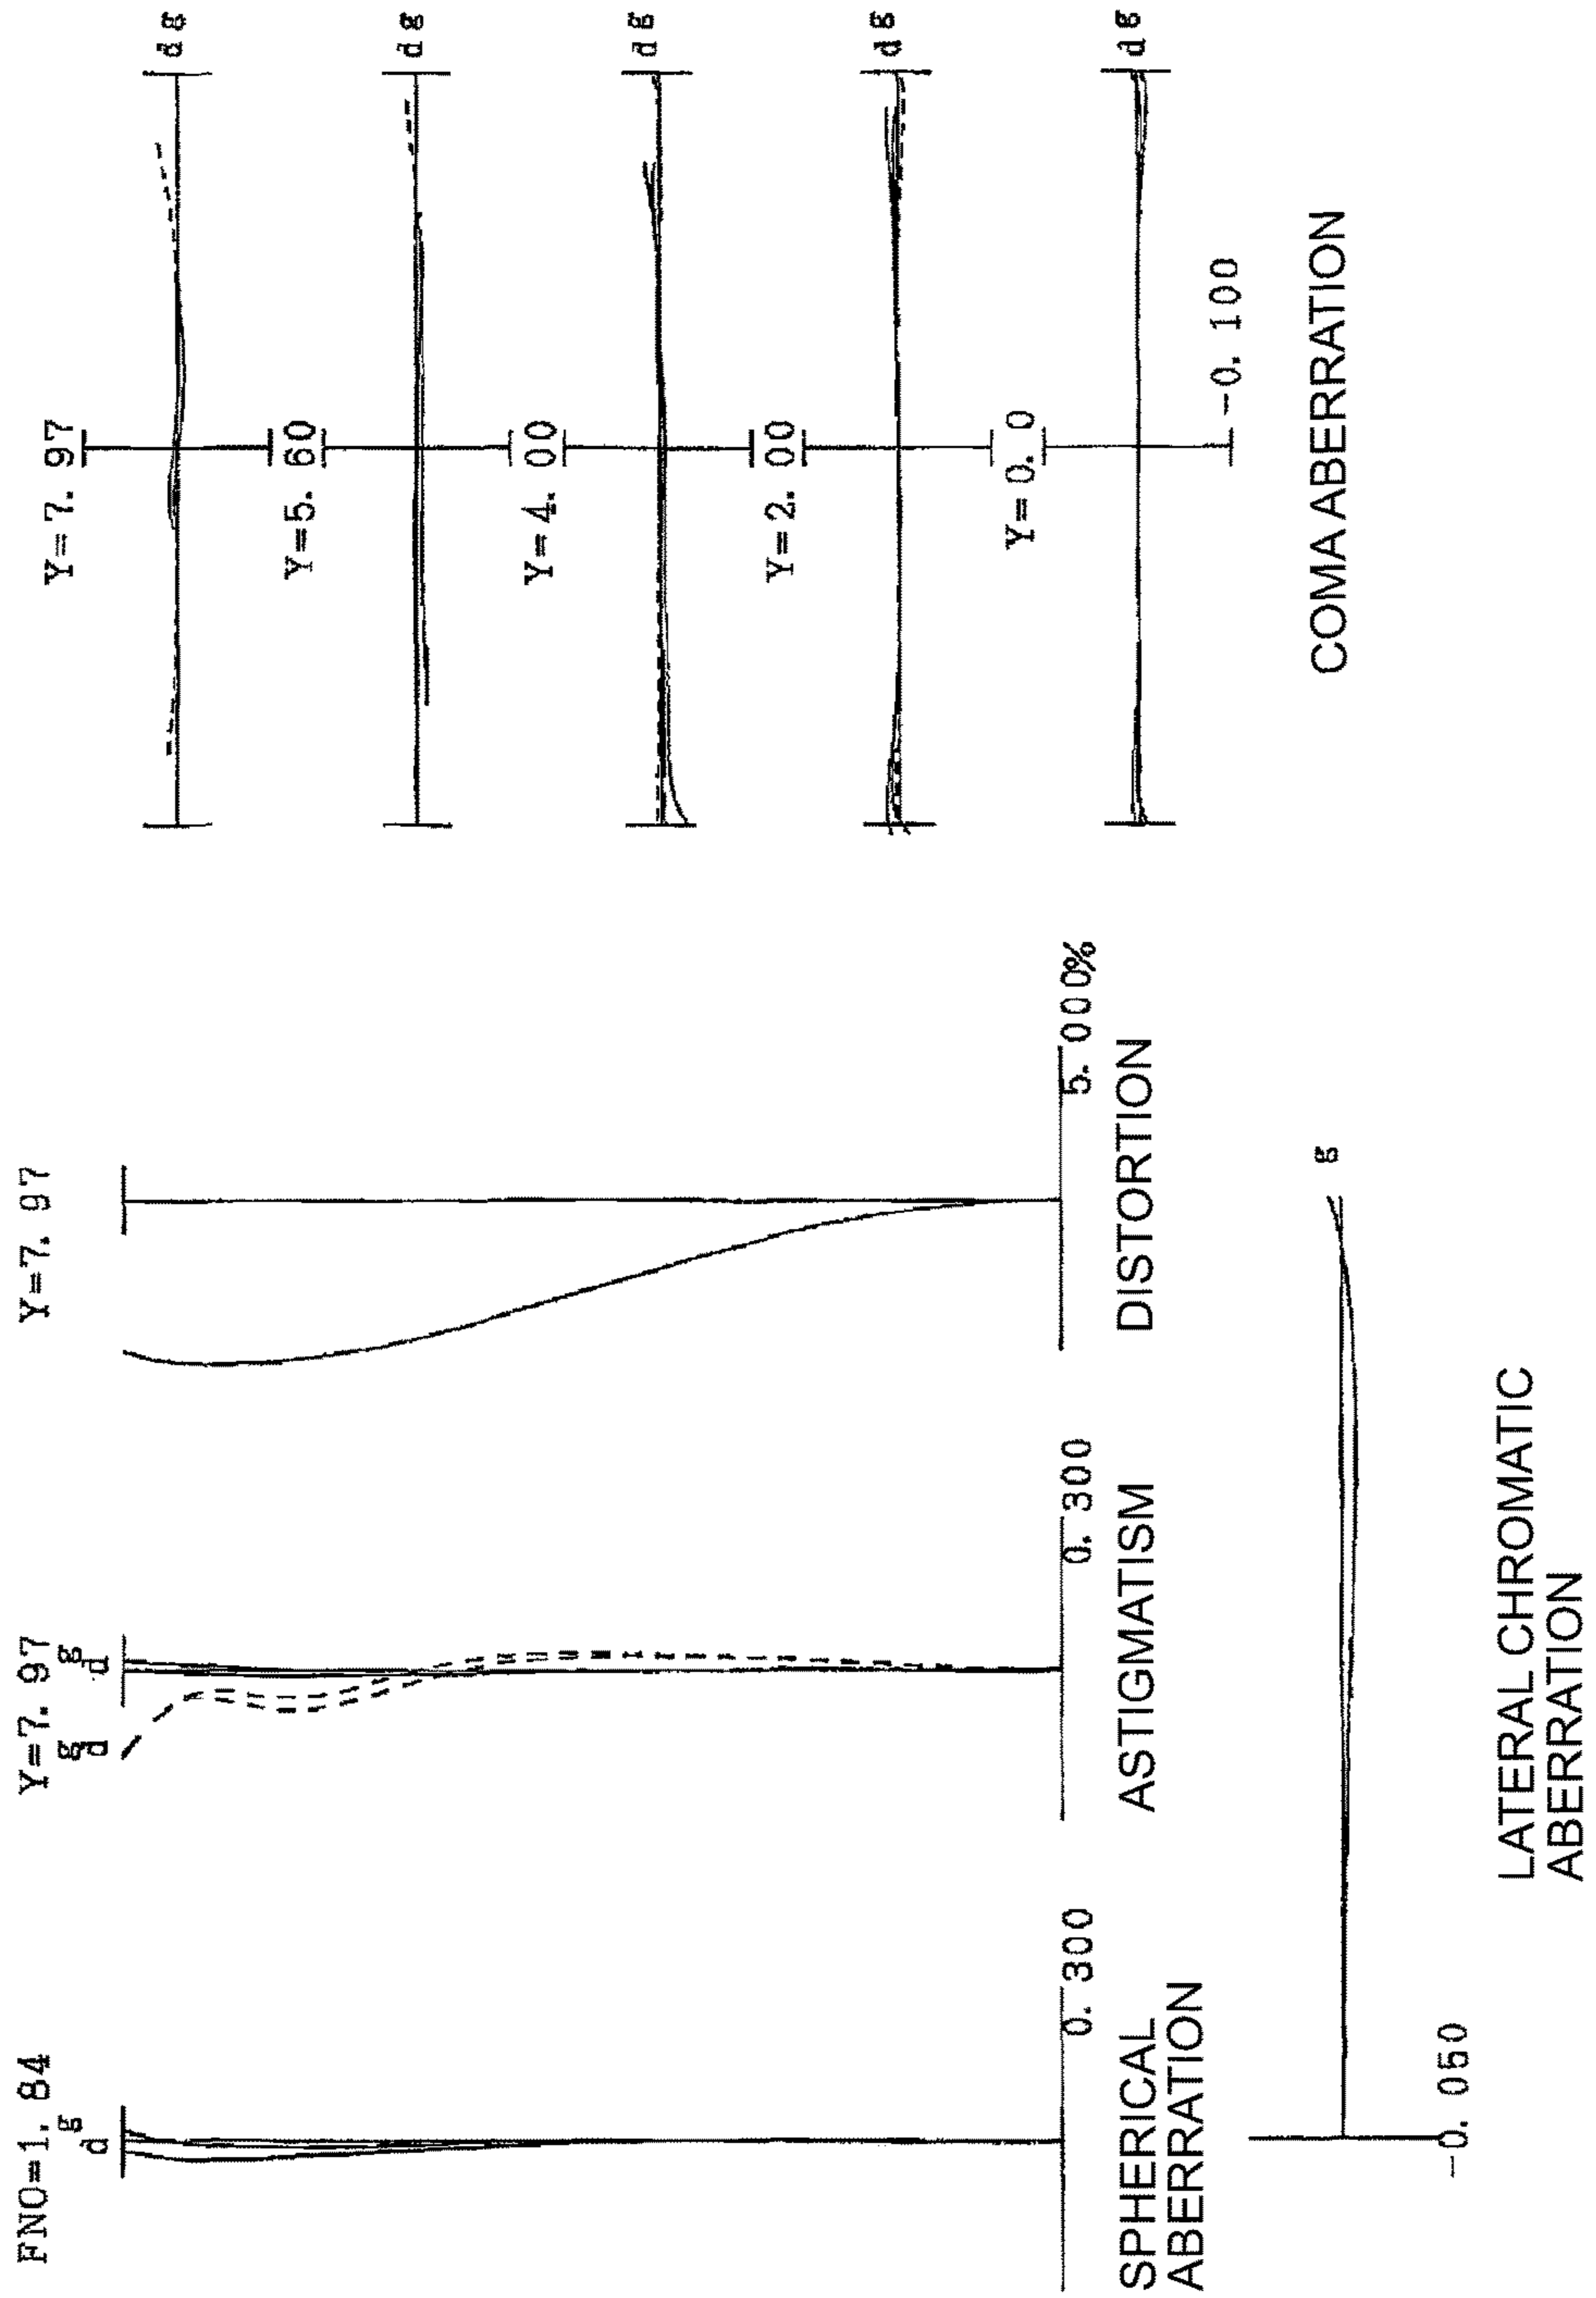 FNO=1. 84
d g
0. 300
SPHERICAL
ABERRATION
Y=7. 97
g
d
g
d
0. 300
ASTIGMATISM
Y=7. 97
5. 000%
DISTORTION
Y=7. 97
d g
Y=5. 60
d g
Y=4. 00
d g
Y=2. 00
d g
Y=0. 0
d g
-0. 100
COMA ABERRATION
g
-0. 050
LATERAL CHROMATIC
ABERRATION